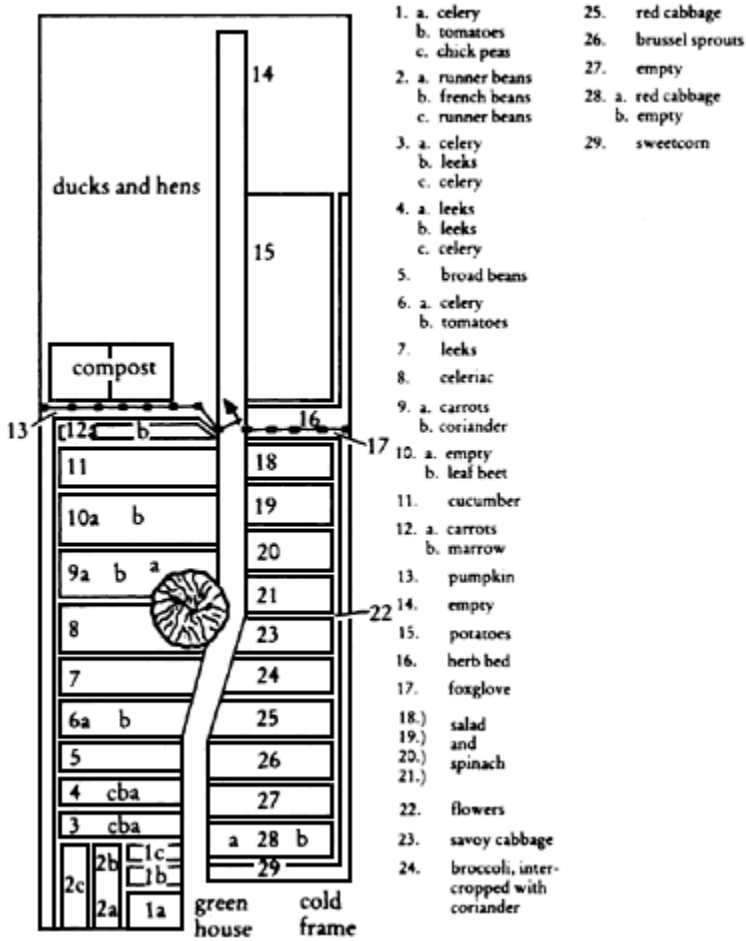 14
ducks and hens
15
compost
13
12a b
16
17
11
18
10a b
19
9a b a
20
21
22
8
23
7
24
6a b
25
5
26
4 cba
27
3 cba
a 28 b
2c
2b
2a
1c
1b
1a
29
green
house
cold
frame
1. a. celery
b. tomatoes
c. chick peas
2. a. runner beans
b. french beans
c. runner beans
3. a. celery
b. leeks
c. celery
4. a. leeks
b. leeks
c. celery
5. broad beans
6. a. celery
b. tomatoes
7. leeks
8. celeriac
9. a. carrots
b. coriander
10. a. empty
b. leaf beet
11. cucumber
12. a. carrots
b. marrow
13. pumpkin
14. empty
15. potatoes
16. herb bed
17. foxglove
18.) salad
19.) and
20.) spinach
21.)
22. flowers
23. savoy cabbage
24. broccoli, inter-
cropped with
coriander
25. red cabbage
26. brussel sprouts
27. empty
28. a. red cabbage
b. empty
29. sweetcorn